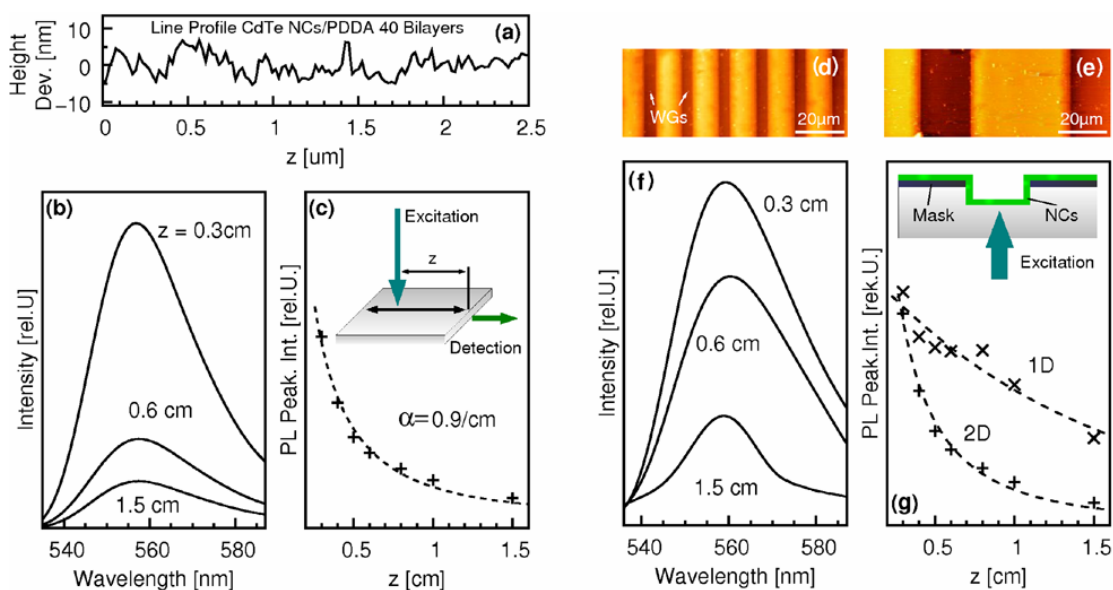 Line Profile CdTe NCs/PDDA 40 Bilayers (a)
Height
Dev. [nm]
10
0
−10
0 0.5 1 1.5 2 2.5
z [um]
(b)
z = 0.3cm
0.6 cm
1.5 cm
Intensity [rel.U]
540 560 580
Wavelength [nm]
(c)
Excitation
z
Detection
α=0.9/cm
PL Peak. Int. [rel.U.]
0.5 1 1.5
z [cm]
(d)
WGs
20μm
(e)
20μm
(f)
0.3 cm
0.6 cm
1.5 cm
Intensity [rel.U]
540 560 580
Wavelength [nm]
Mask
NCs
Excitation
1D
2D
(g)
PL Peak.Int. [rek.U]
0.5 1 1.5
z [cm]